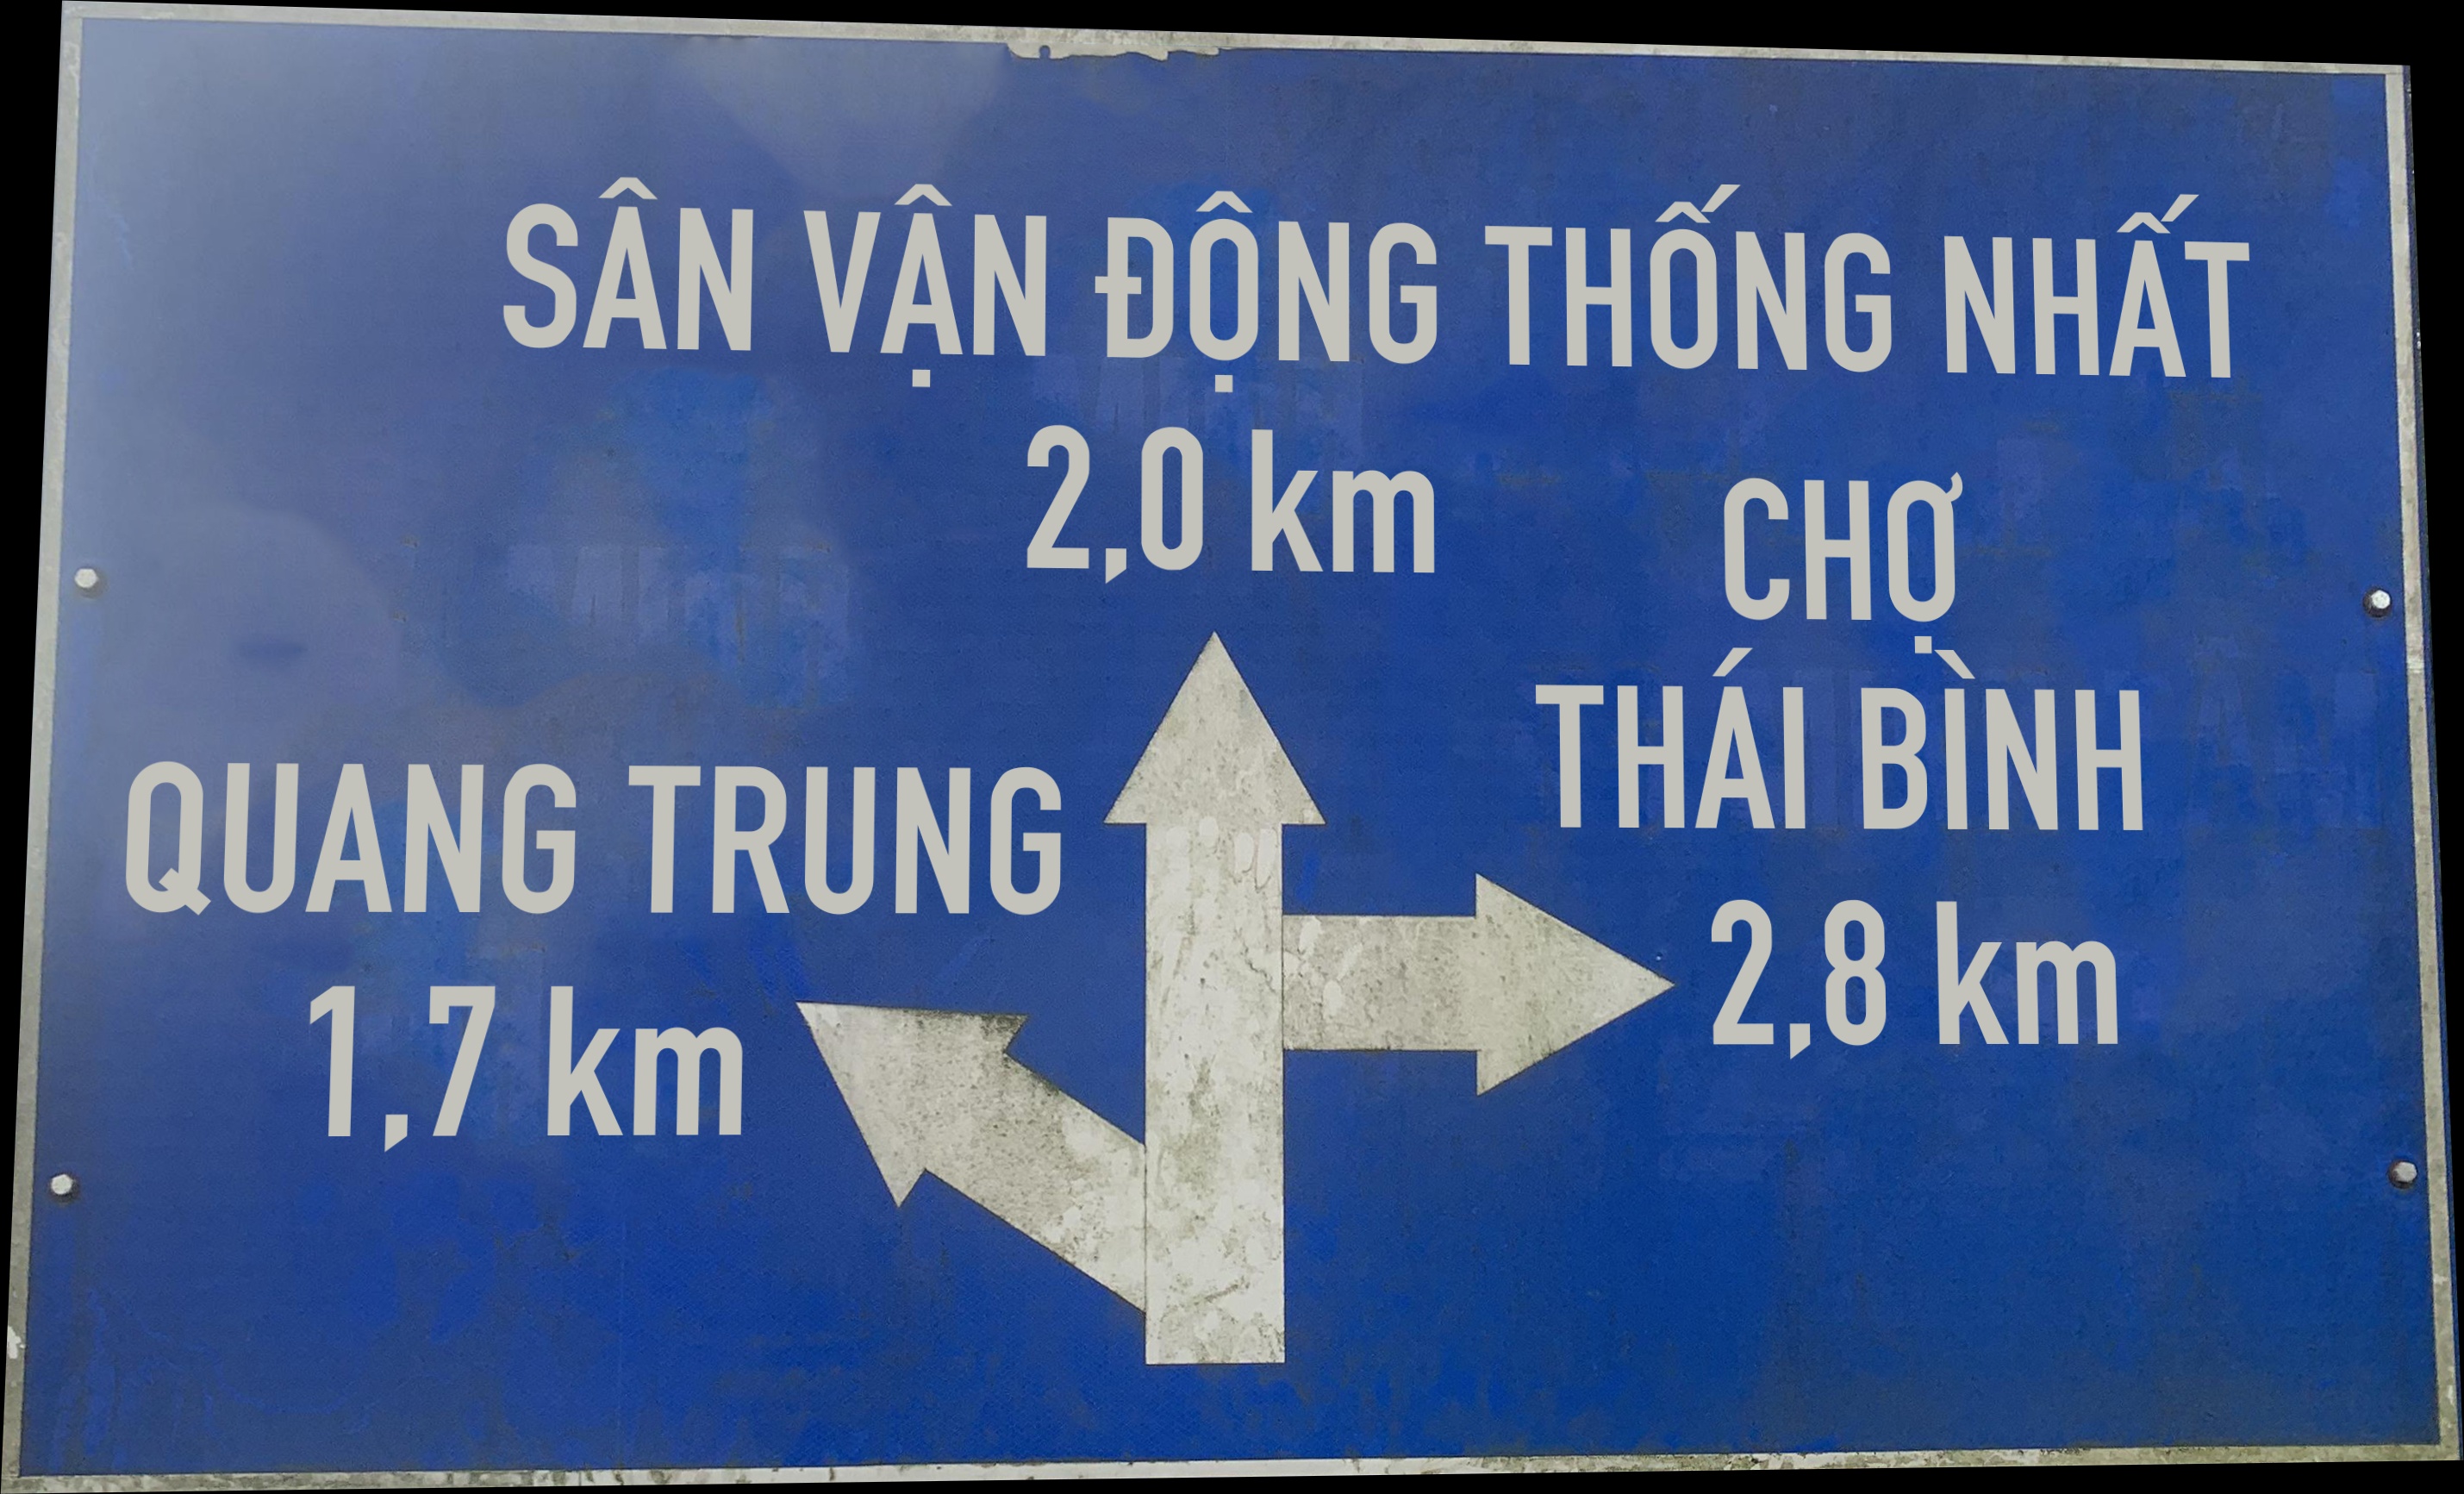 SÂN VẬN ĐỘNG THỐNG NHẤT
2,0 km
CHỢ
THÁI BÌNH
2,8 km
QUANG TRUNG
1,7 km